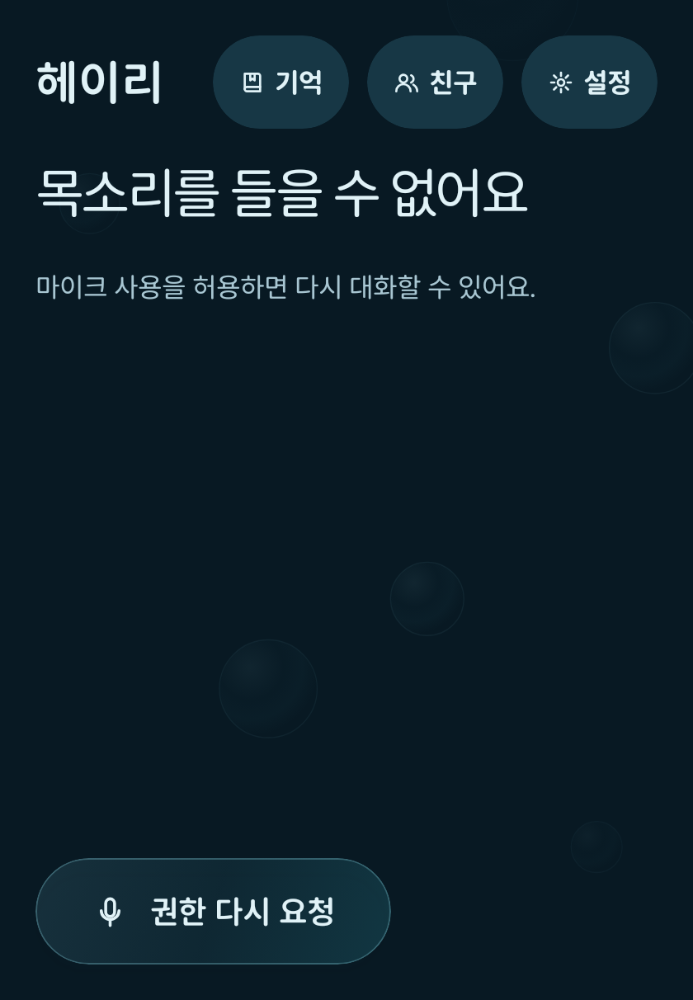 헤이리
기억
친구
설정
목소리를 들을 수 없어요
마이크 사용을 허용하면 다시 대화할 수 있어요.
권한 다시 요청